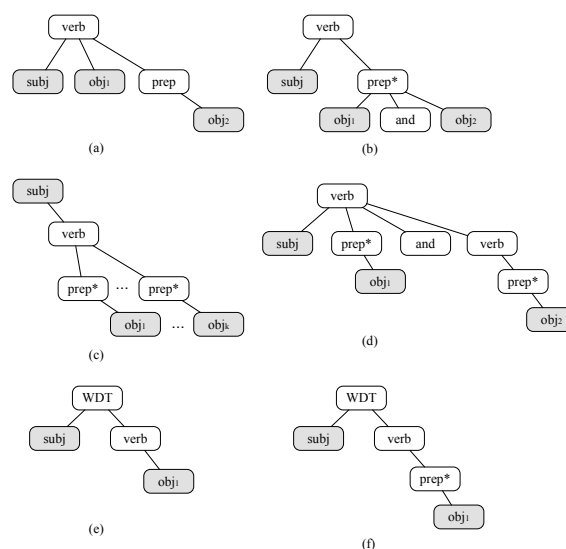 verb verb
subj obj1 prep subj prep*
obj2 obj1 and obj2
(a) (b)
subj
verb verb
subj prep* and verb
prep* ... prep* obj1 prep*
obj1 ... objk obj2
(c) (d)
WDT WDT
subj verb subj verb
obj1 prep*
obj1
(e) (f)